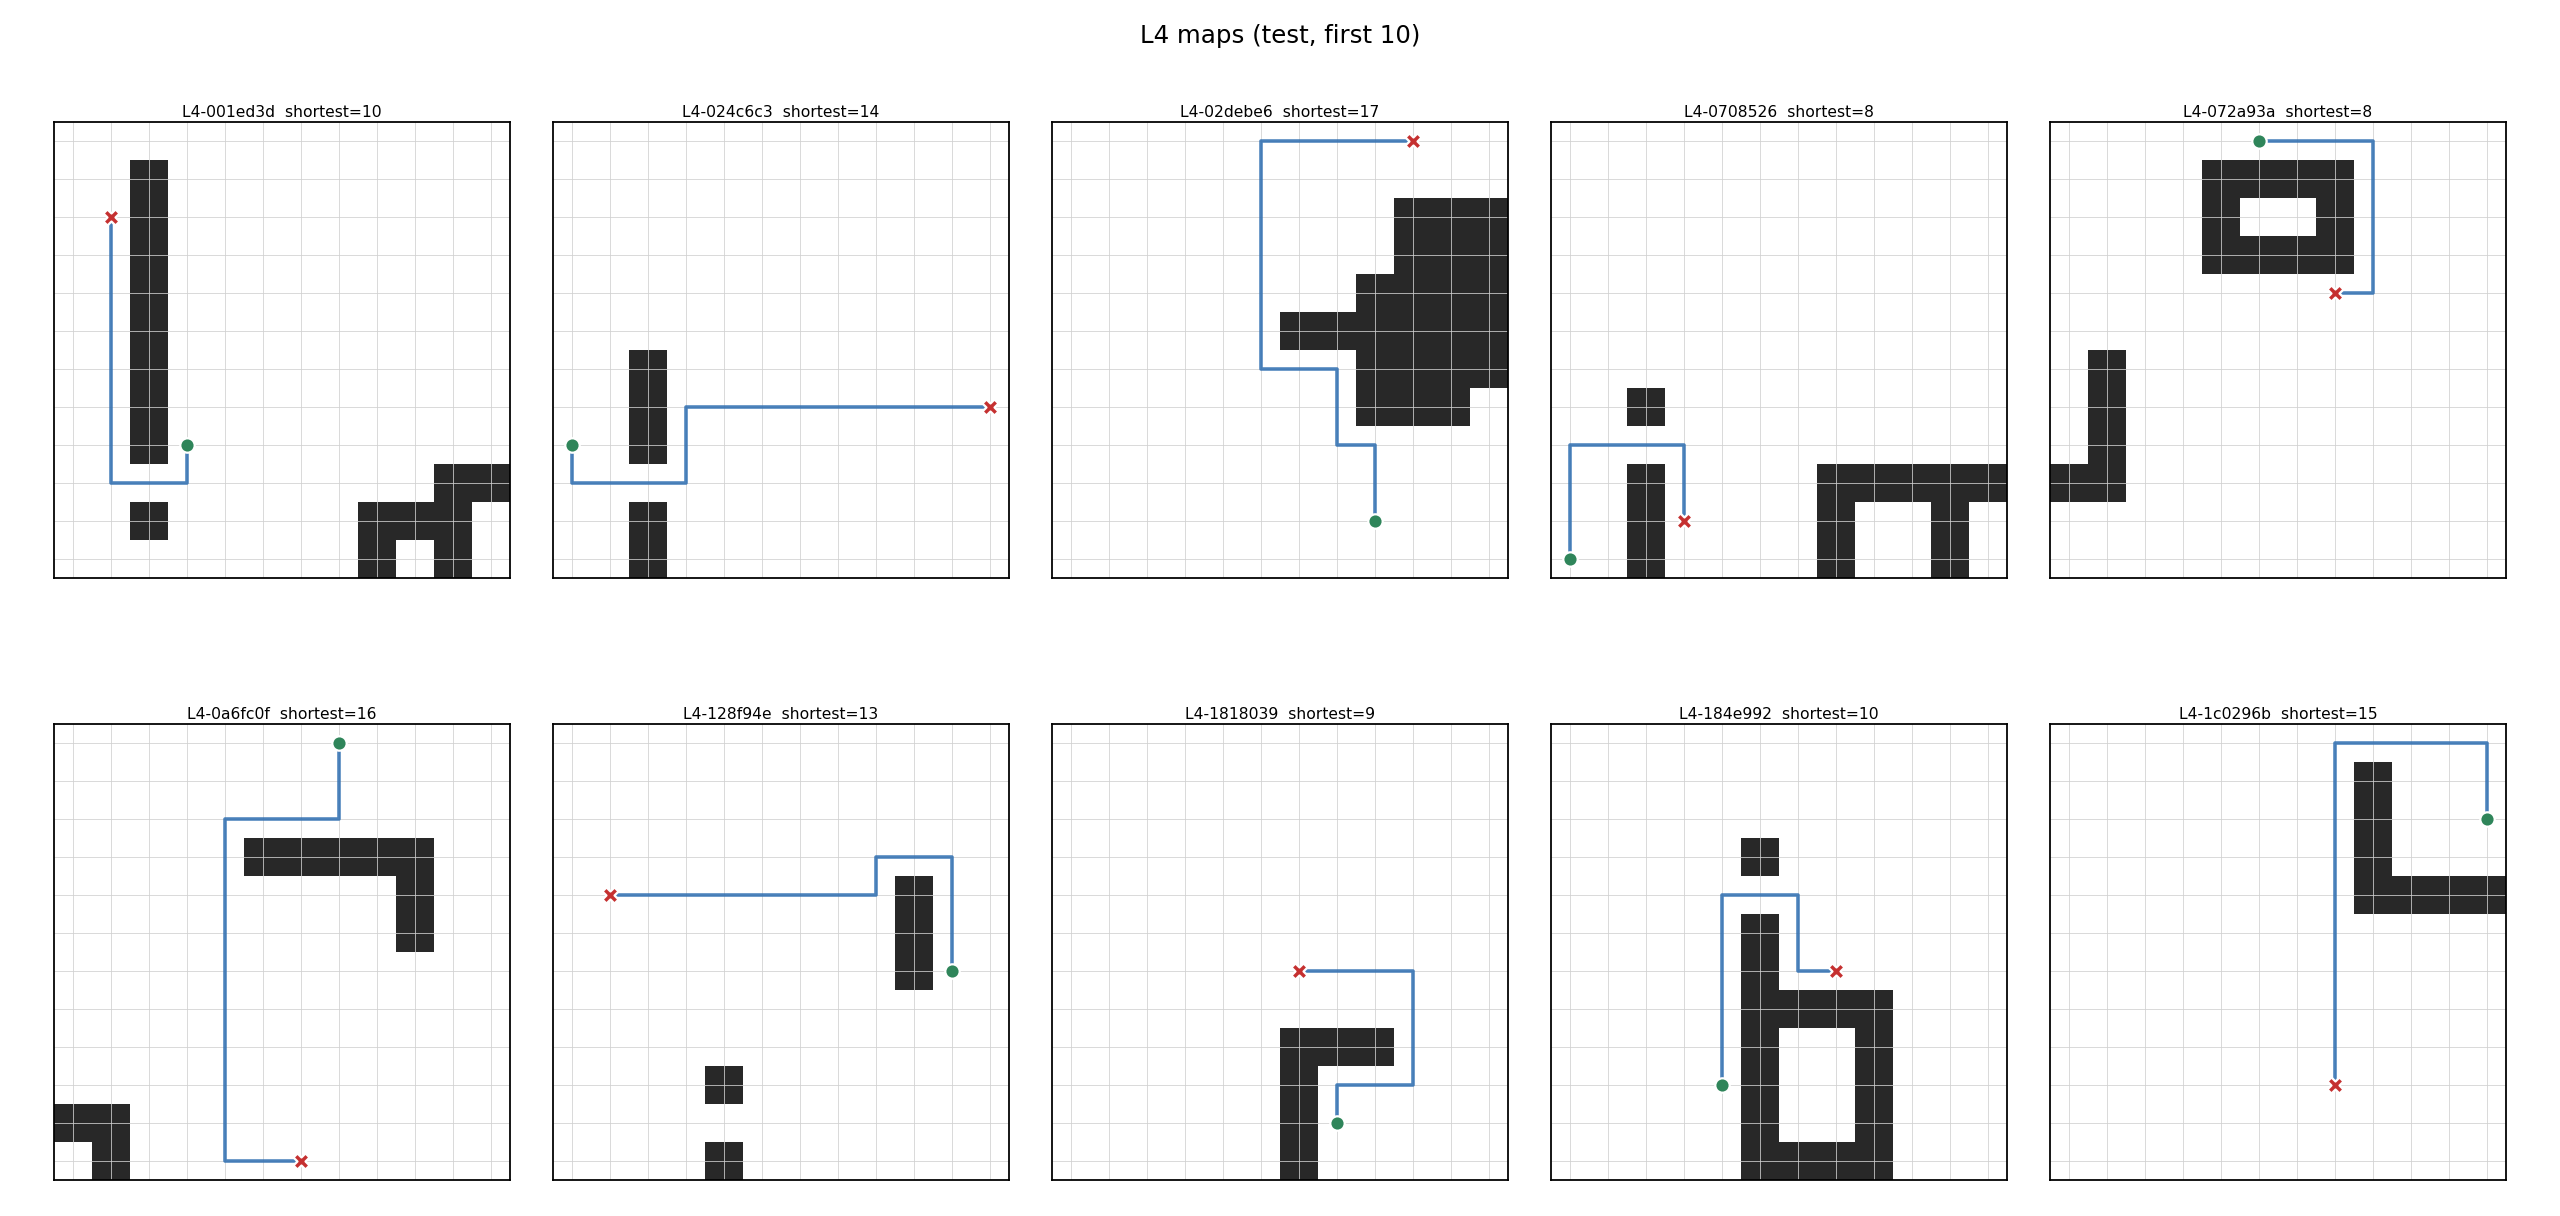 L4 maps (test, first 10)
L4-001ed3d  shortest=10
L4-024c6c3  shortest=14
L4-02debe6  shortest=17
L4-0708526  shortest=8
L4-072a93a  shortest=8
L4-0a6fc0f  shortest=16
L4-128f94e  shortest=13
L4-1818039  shortest=9
L4-184e992  shortest=10
L4-1c0296b  shortest=15